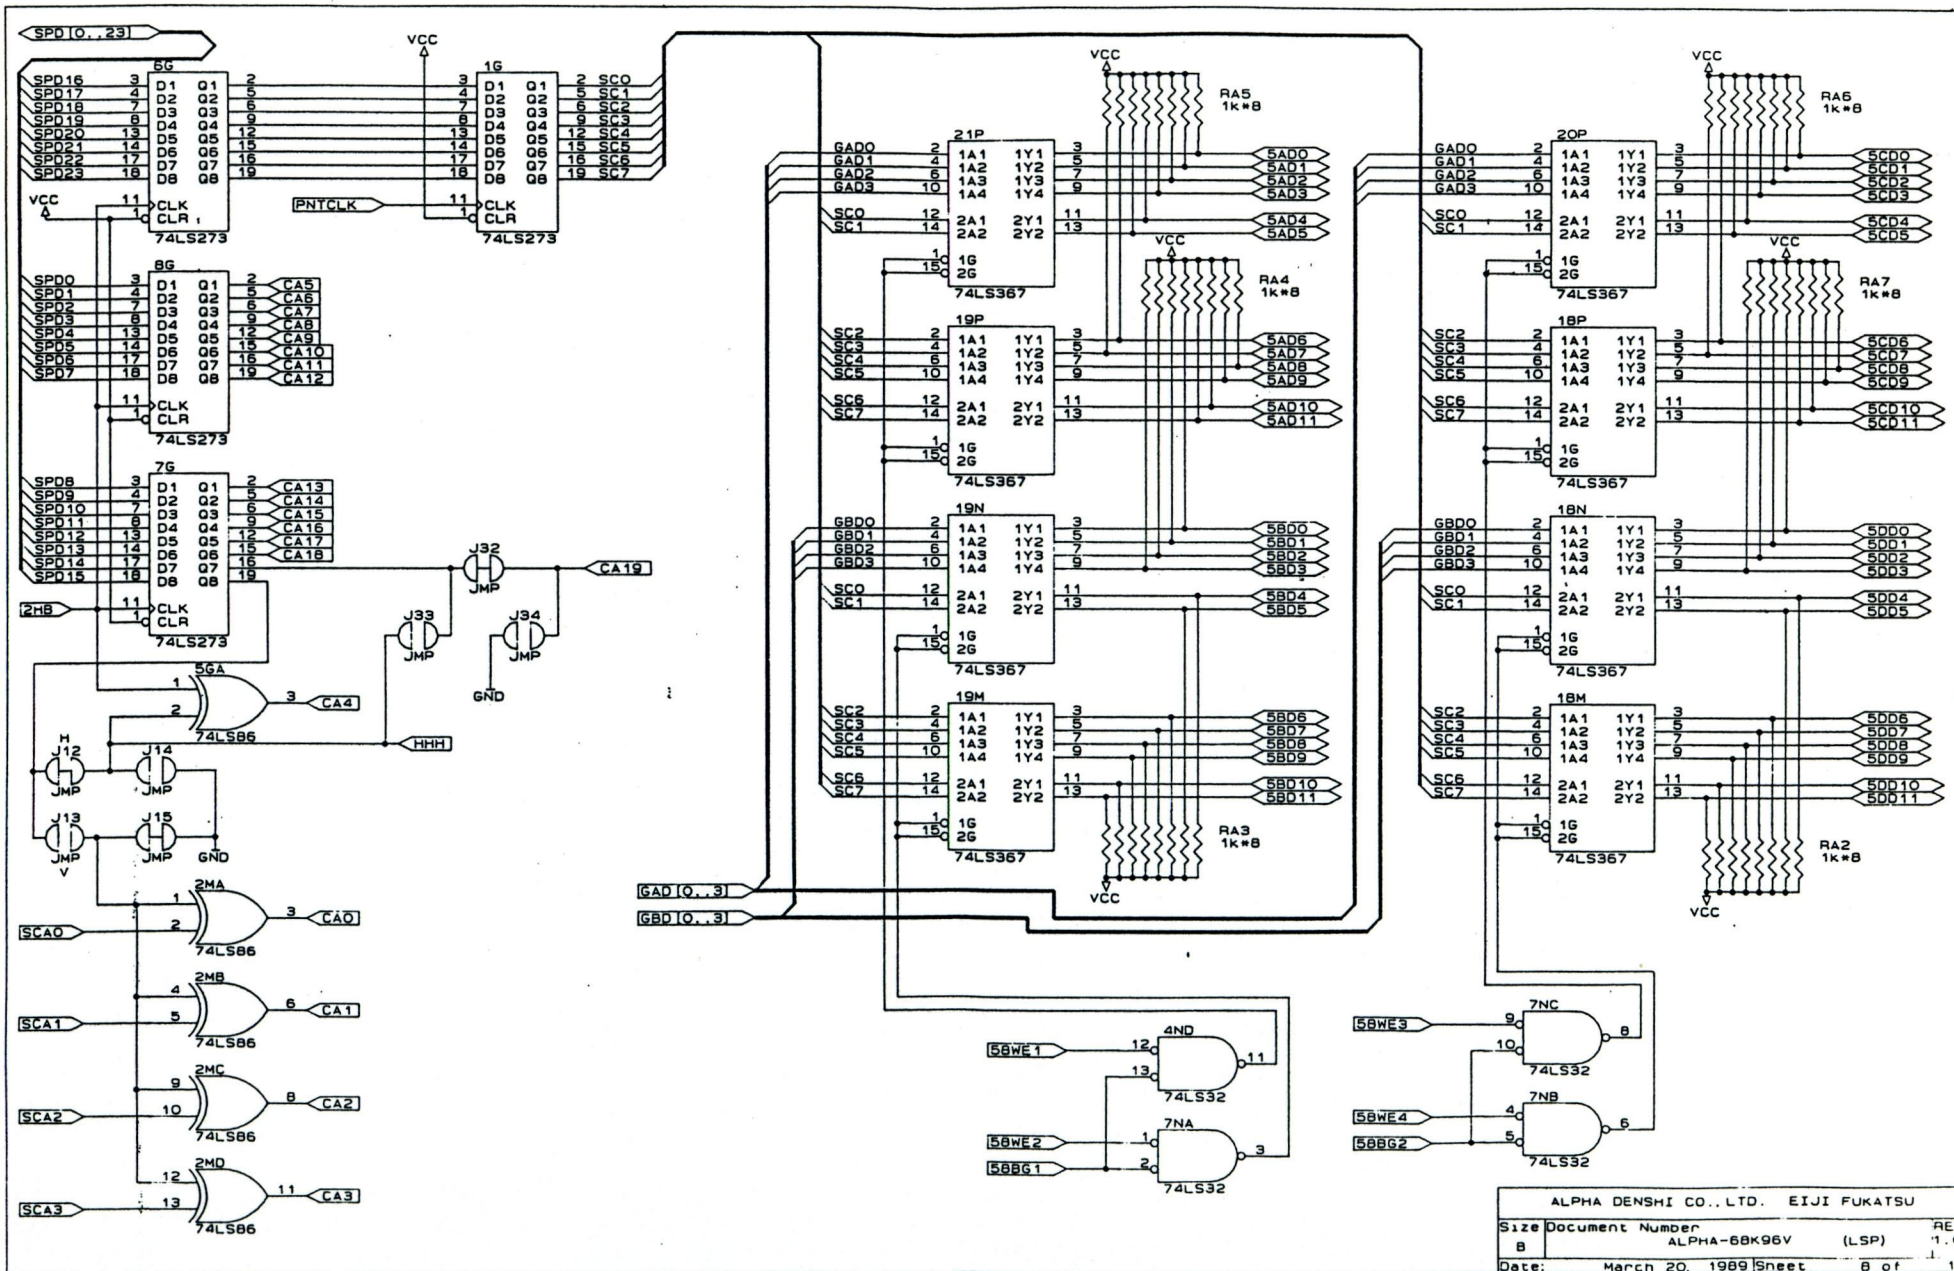 SPD[0..23]
6G
SPD16 3 D1 Q1 2
SPD17 4 D2 Q2 5
SPD18 7 D3 Q3 6
SPD19 8 D4 Q4 9
SPD20 13 D5 Q5 12
SPD21 14 D6 Q6 15
SPD22 17 D7 Q7 16
SPD23 18 D8 Q8 19
VCC
11 CLK
1 CLR
74LS273
VCC
1G
3 D1 Q1 2 SC0
4 D2 Q2 5 SC1
7 D3 Q3 6 SC2
8 D4 Q4 9 SC3
13 D5 Q5 12 SC4
14 D6 Q6 15 SC5
17 D7 Q7 16 SC6
18 D8 Q8 19 SC7
PNTCLK 11 CLK
1 CLR
74LS273
8G
SPD0 3 D1 Q1 2 CA5
SPD1 4 D2 Q2 5 CA6
SPD2 7 D3 Q3 6 CA7
SPD3 8 D4 Q4 9 CA8
SPD4 13 D5 Q5 12 CA9
SPD5 14 D6 Q6 15 CA10
SPD6 17 D7 Q7 16 CA11
SPD7 18 D8 Q8 19 CA12
11 CLK
1 CLR
74LS273
7G
SPD8 3 D1 Q1 2 CA13
SPD9 4 D2 Q2 5 CA14
SPD10 7 D3 Q3 6 CA15
SPD11 8 D4 Q4 9 CA16
SPD12 13 D5 Q5 12 CA17
SPD13 14 D6 Q6 15 CA18
SPD14 17 D7 Q7 16
SPD15 18 D8 Q8 19
2HB 11 CLK
1 CLR
74LS273
J32
JMP
CA19
J33
JMP
J34
JMP
GND
5GA
1
2
3 CA4
74LS86
HHH
H
J12
JMP
J14
JMP
J13
JMP
V
J15
JMP
GND
2MA
1
SCA0 2
3 CA0
74LS86
2MB
4
SCA1 5
6 CA1
74LS86
2MC
9
SCA2 10
8 CA2
74LS86
2MD
12
SCA3 13
11 CA3
74LS86
VCC
RA5
1k*8
21P
GAD0 2 1A1 1Y1 3 5AD0
GAD1 4 1A2 1Y2 5 5AD1
GAD2 6 1A3 1Y3 7 5AD2
GAD3 10 1A4 1Y4 9 5AD3
SC0 12 2A1 2Y1 11 5AD4
SC1 14 2A2 2Y2 13 5AD5
1 1G
15 2G
74LS367
VCC
RA4
1k*8
19P
SC2 2 1A1 1Y1 3 5AD6
SC3 4 1A2 1Y2 5 5AD7
SC4 6 1A3 1Y3 7 5AD8
SC5 10 1A4 1Y4 9 5AD9
SC6 12 2A1 2Y1 11 5AD10
SC7 14 2A2 2Y2 13 5AD11
1 1G
15 2G
74LS367
19N
GBD0 2 1A1 1Y1 3 5BD0
GBD1 4 1A2 1Y2 5 5BD1
GBD2 6 1A3 1Y3 7 5BD2
GBD3 10 1A4 1Y4 9 5BD3
SC0 12 2A1 2Y1 11 5BD4
SC1 14 2A2 2Y2 13 5BD5
1 1G
15 2G
74LS367
19M
SC2 2 1A1 1Y1 3 5BD6
SC3 4 1A2 1Y2 5 5BD7
SC4 6 1A3 1Y3 7 5BD8
SC5 10 1A4 1Y4 9 5BD9
SC6 12 2A1 2Y1 11 5BD10
SC7 14 2A2 2Y2 13 5BD11
1 1G
15 2G
74LS367
RA3
1k*8
VCC
GAD[0..3]
GBD[0..3]
VCC
RA6
1k*8
20P
GAD0 2 1A1 1Y1 3 5CD0
GAD1 4 1A2 1Y2 5 5CD1
GAD2 6 1A3 1Y3 7 5CD2
GAD3 10 1A4 1Y4 9 5CD3
SC0 12 2A1 2Y1 11 5CD4
SC1 14 2A2 2Y2 13 5CD5
1 1G
15 2G
74LS367
VCC
RA7
1k*8
18P
SC2 2 1A1 1Y1 3 5CD6
SC3 4 1A2 1Y2 5 5CD7
SC4 6 1A3 1Y3 7 5CD8
SC5 10 1A4 1Y4 9 5CD9
SC6 12 2A1 2Y1 11 5CD10
SC7 14 2A2 2Y2 13 5CD11
1 1G
15 2G
74LS367
18N
GBD0 2 1A1 1Y1 3 5DD0
GBD1 4 1A2 1Y2 5 5DD1
GBD2 6 1A3 1Y3 7 5DD2
GBD3 10 1A4 1Y4 9 5DD3
SC0 12 2A1 2Y1 11 5DD4
SC1 14 2A2 2Y2 13 5DD5
1 1G
15 2G
74LS367
18M
SC2 2 1A1 1Y1 3 5DD6
SC3 4 1A2 1Y2 5 5DD7
SC4 6 1A3 1Y3 7 5DD8
SC5 10 1A4 1Y4 9 5DD9
SC6 12 2A1 2Y1 11 5DD10
SC7 14 2A2 2Y2 13 5DD11
1 1G
15 2G
74LS367
RA2
1k*8
VCC
4ND
58WE1 12
13
11
74LS32
7NA
58WE2 1
58BG1 2
3
74LS32
7NC
58WE3 9
10
8
74LS32
7NB
58WE4 4
58BG2 5
6
74LS32
ALPHA DENSHI CO.,LTD. EIJI FUKATSU
Size Document Number
B ALPHA-68K96V (LSP)
Date: March 20, 1989 Sheet 8 of